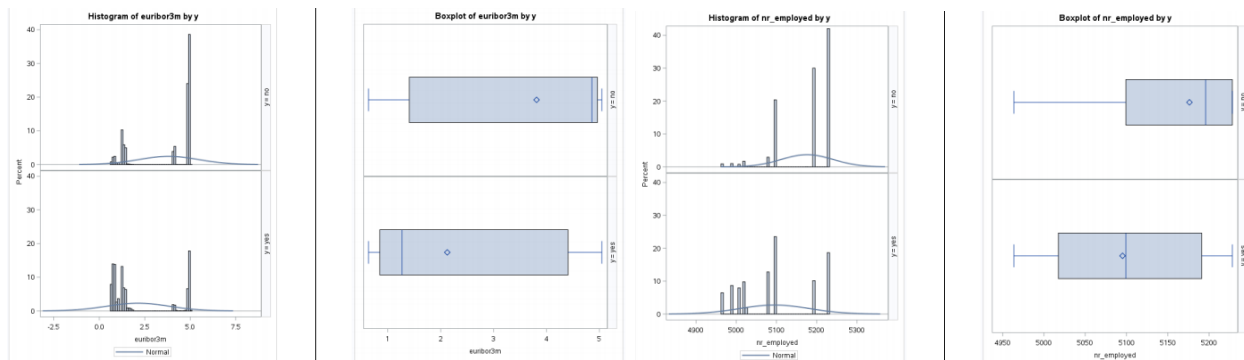 Histogram of euribor3m by y
40
30
20
10
0
y = no
Percent
40
30
20
10
0
y = yes
-2.5 0.0 2.5 5.0 7.5
euribor3m
Normal
Boxplot of euribor3m by y
y = no
y = yes
1 2 3 4 5
euribor3m
Histogram of nr_employed by y
40
30
20
10
0
y = no
Percent
40
30
20
10
0
y = yes
4900 5000 5100 5200 5300
nr_employed
Normal
Boxplot of nr_employed by y
y = no
y = yes
4950 5000 5050 5100 5150 5200
nr_employed